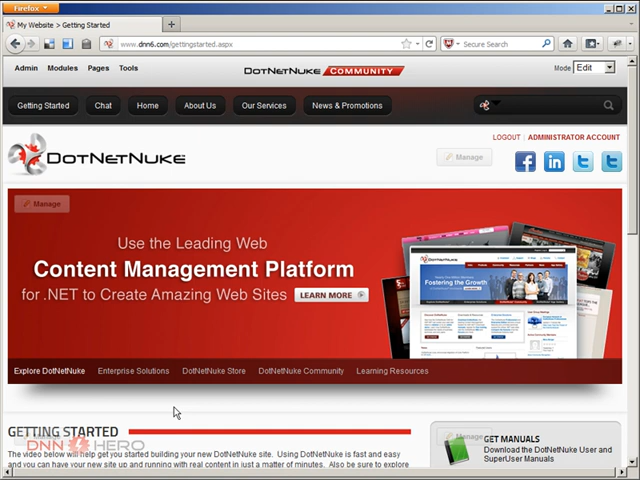 Firefox
My Website > Getting Started
www.dnn6.com/gettingstarted.aspx
Secure Search
Admin Modules Pages Tools
DOTNETNUKE COMMUNITY
Mode Edit
Getting Started Chat Home About Us Our Services News & Promotions
LOGOUT | ADMINISTRATOR ACCOUNT
DOTNETNUKE
Manage
Manage
Use the Leading Web
Content Management Platform
for .NET to Create Amazing Web Sites LEARN MORE
DOTNETNUKE
Fostering the Growth
Explore DotNetNuke Enterprise Solutions DotNetNuke Store DotNetNuke Community Learning Resources
GETTING STARTED
DNN HERO
The video below will help get you started building your new DotNetNuke site. Using DotNetNuke is fast and easy
and you can have your new site up and running with real content in just a matter of minutes. Also be sure to explore
Manage
GET MANUALS
Download the DotNetNuke User and
SuperUser Manuals